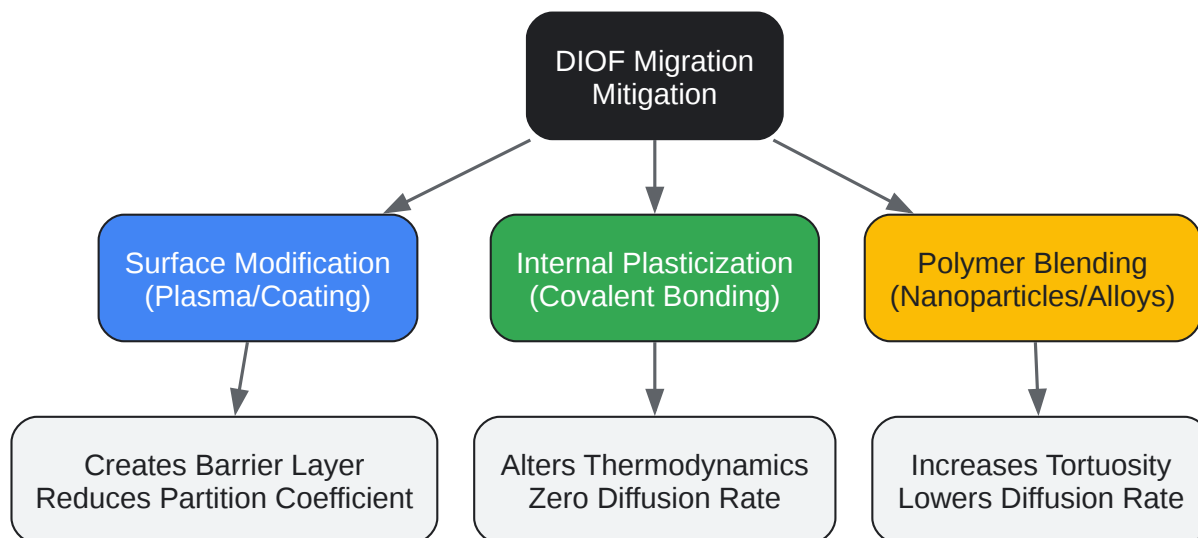 DIOF Migration
Mitigation
Surface Modification
(Plasma/Coating)
Internal Plasticization
(Covalent Bonding)
Polymer Blending
(Nanoparticles/Alloys)
Creates Barrier Layer
Reduces Partition Coefficient
Alters Thermodynamics
Zero Diffusion Rate
Increases Tortuosity
Lowers Diffusion Rate